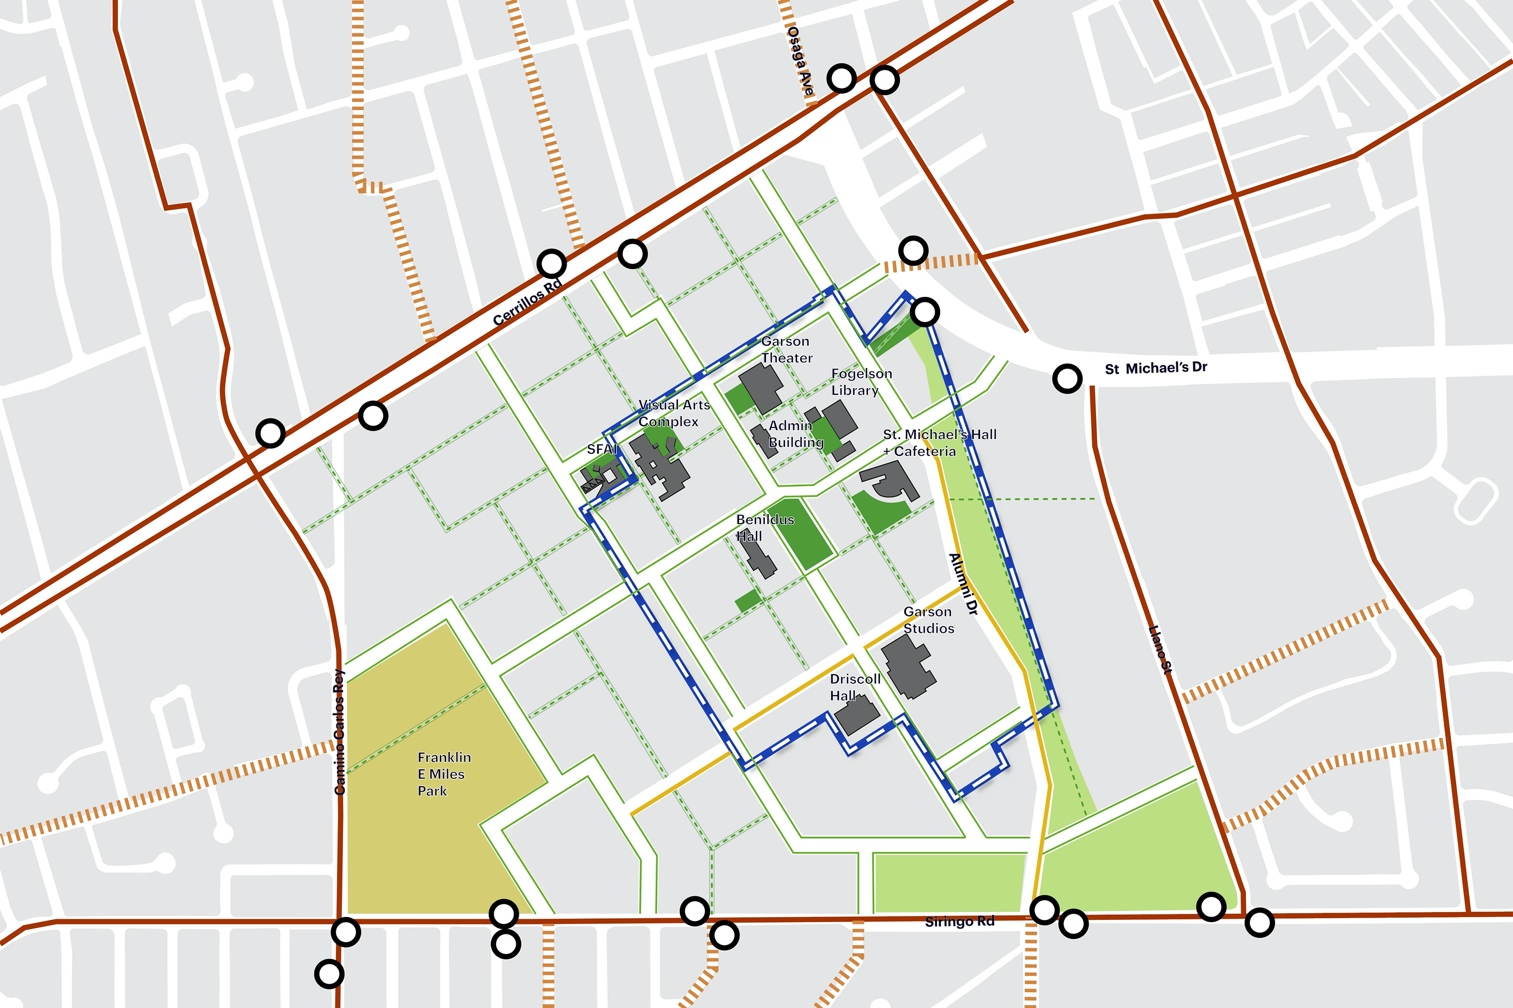 Osaga Ave
Cerrillos Rd
Garson
Theater
Fogelson
Library
St Michael's Dr
Visual Arts
Complex
Admin
Building
St. Michael's Hall
+ Cafeteria
SFAI
Benildus
Hall
Alumni Dr
Garson
Studios
Llano St
Driscoll
Hall
Camino Carlos Rey
Franklin
E Miles
Park
Siringo Rd